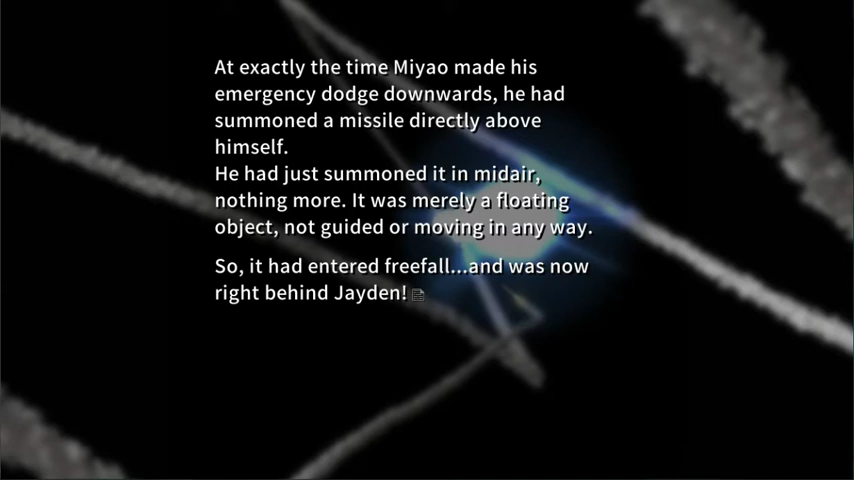 At exactly the time Miyao made his
emergency dodge downwards, he had
summoned a missile directly above
himself.
He had just summoned it in midair,
nothing more. It was merely a floating
object, not guided or moving in any way.
So, it had entered freefall...and was now
right behind Jayden!